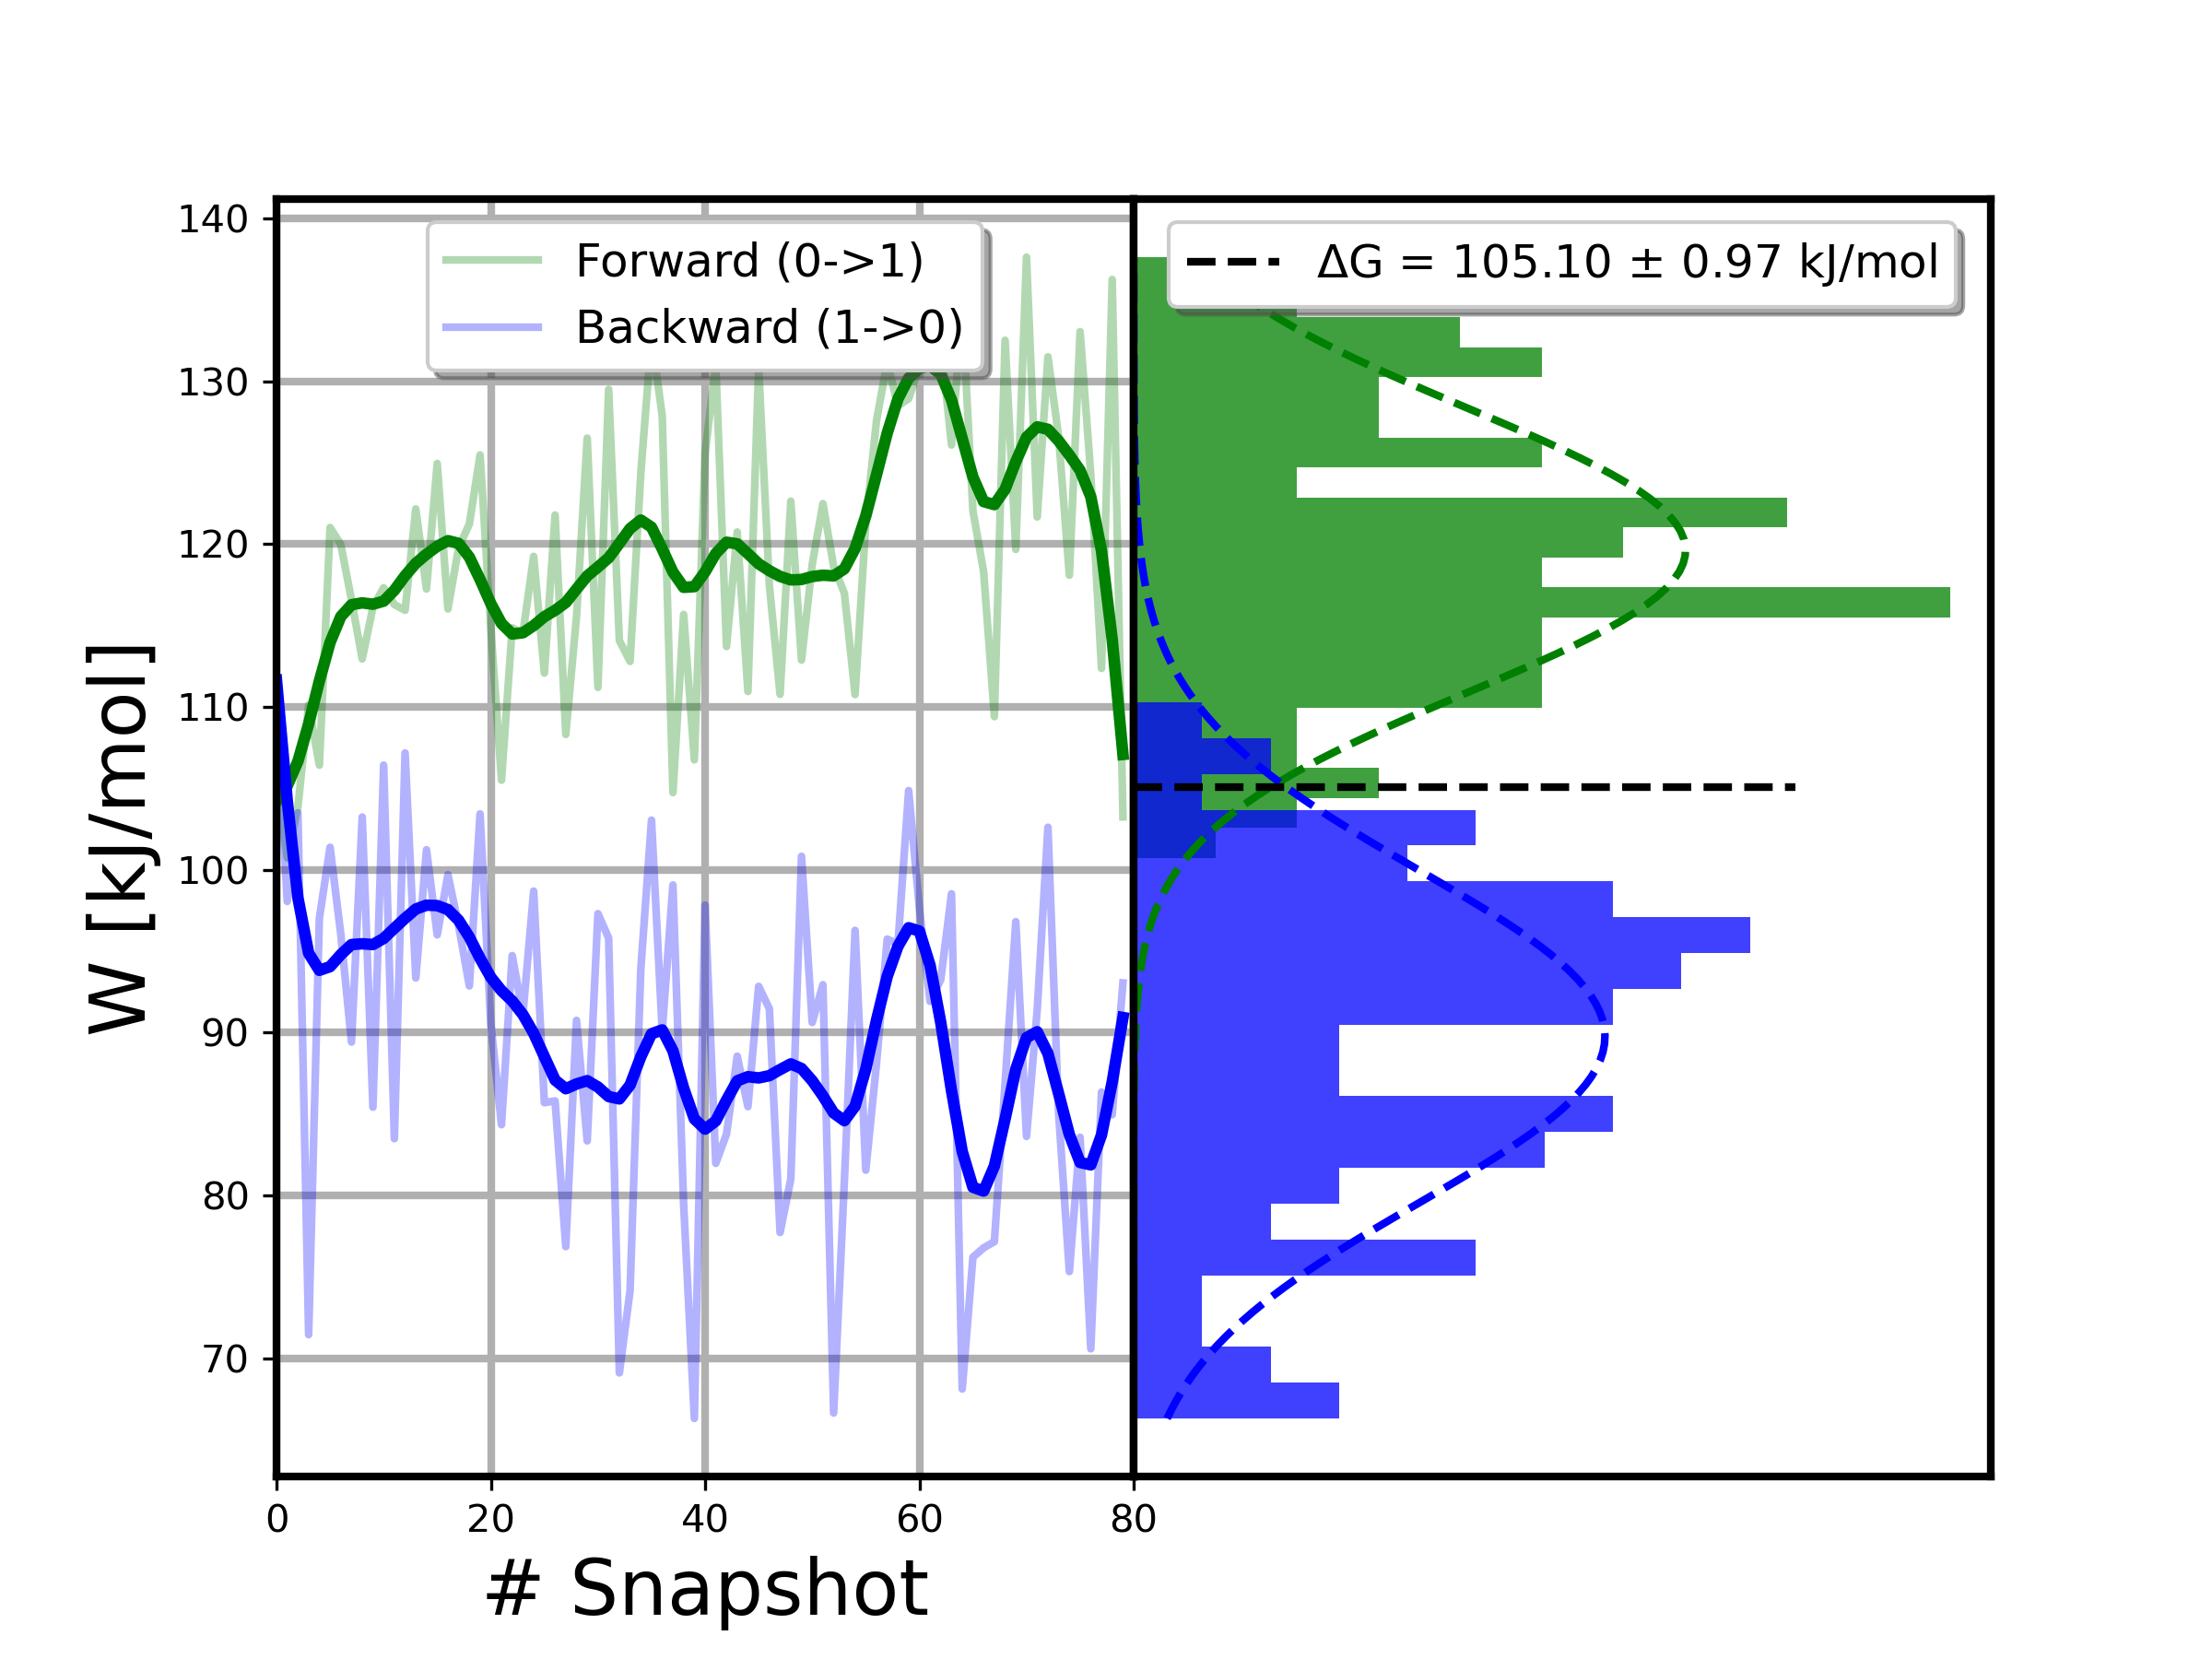 Forward (0->1)
Backward (1->0)
ΔG = 105.10 ± 0.97 kJ/mol
W [kJ/mol]
140
130
120
110
100
90
80
70
0 20 40 60 80
# Snapshot